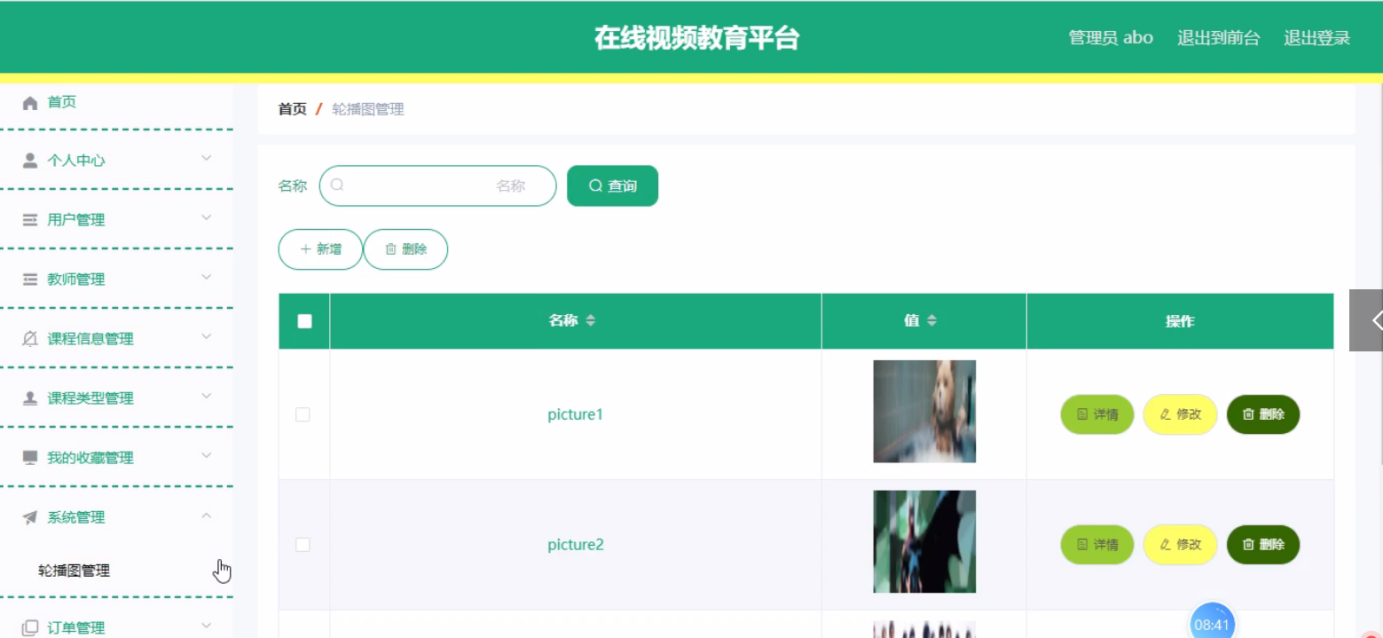 在线视频教育平台
管理员 abo 退出到前台 退出登录
首页
个人中心
用户管理
教师管理
课程信息管理
课程类型管理
我的收藏管理
系统管理
轮播图管理
订单管理
首页 / 轮播图管理
名称 名称 查询
新增 删除
名称 值 操作
picture1 详情 修改 删除
picture2 详情 修改 删除
08:41